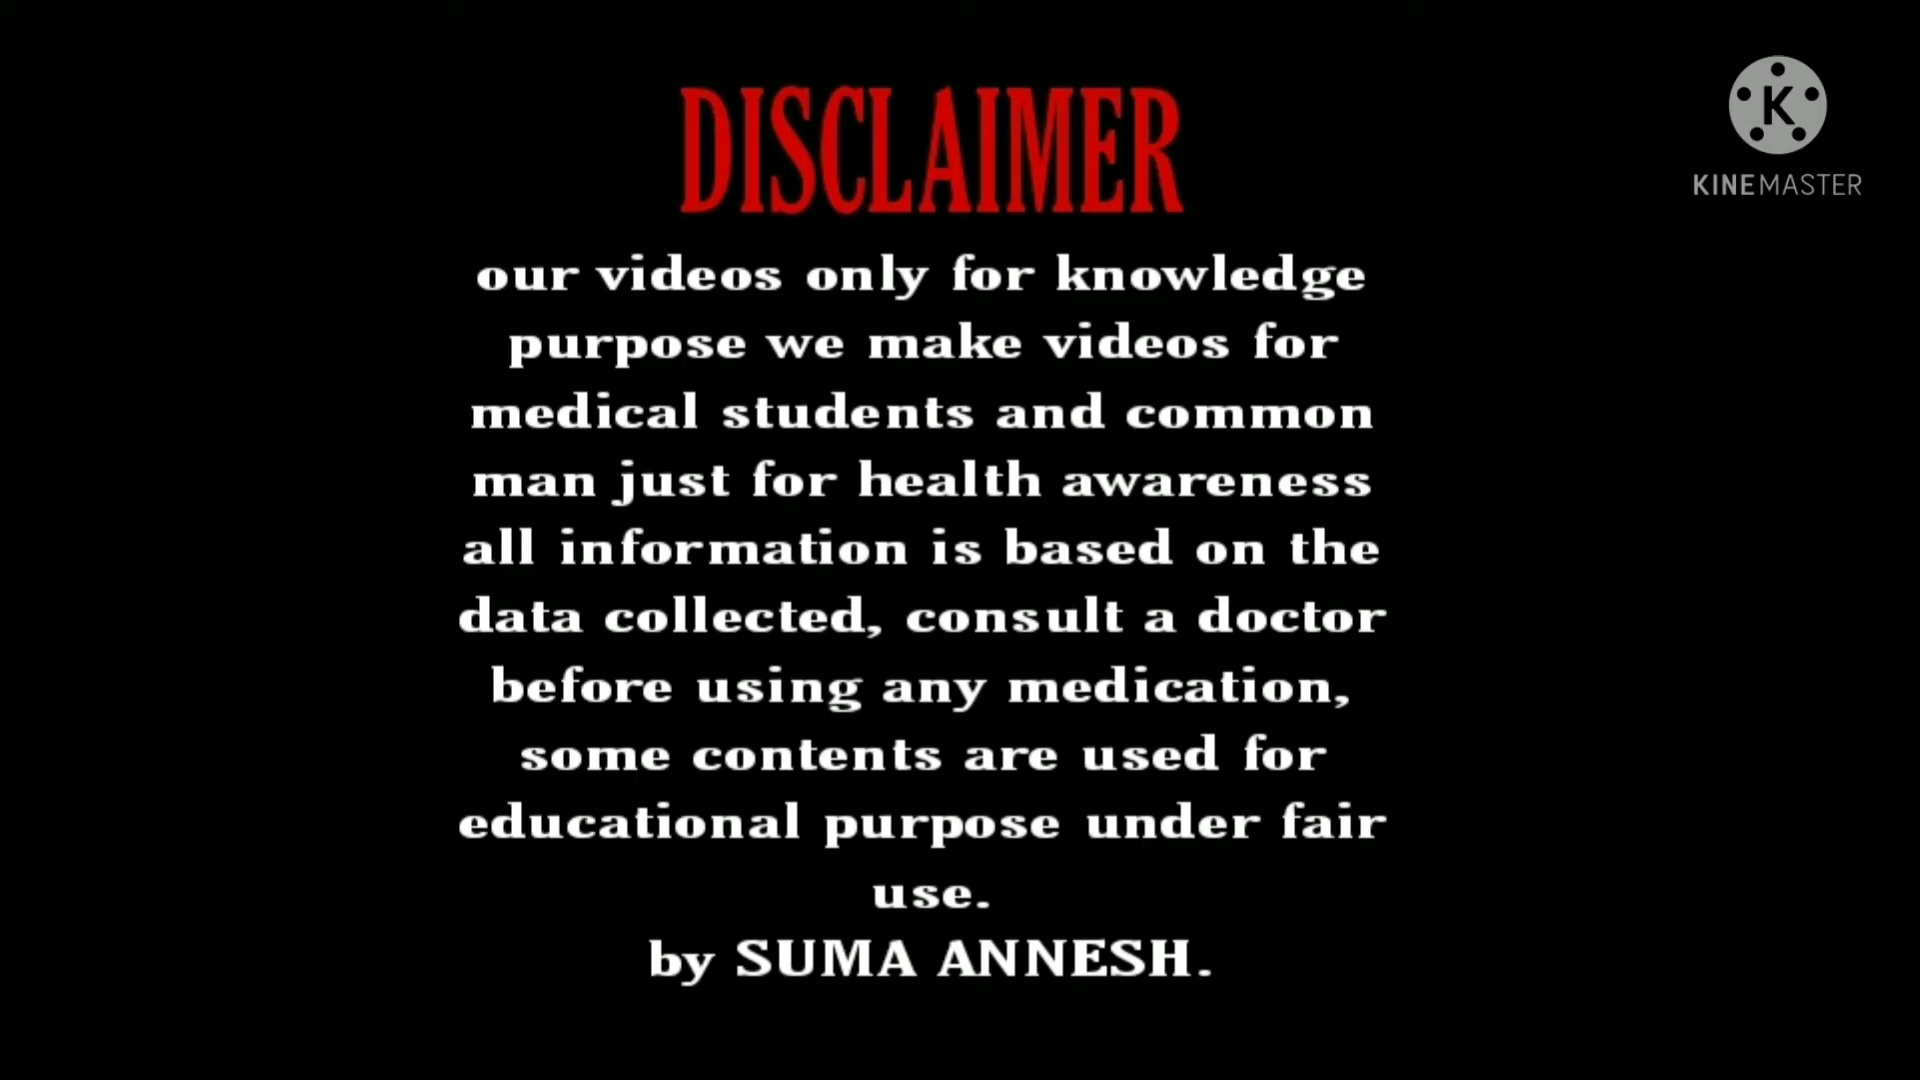 DISCLAIMER
K
KINEMASTER
our videos only for knowledge
purpose we make videos for
medical students and common
man just for health awareness
all information is based on the
data collected, consult a doctor
before using any medication,
some contents are used for
educational purpose under fair
use.
by SUMA ANNESH.